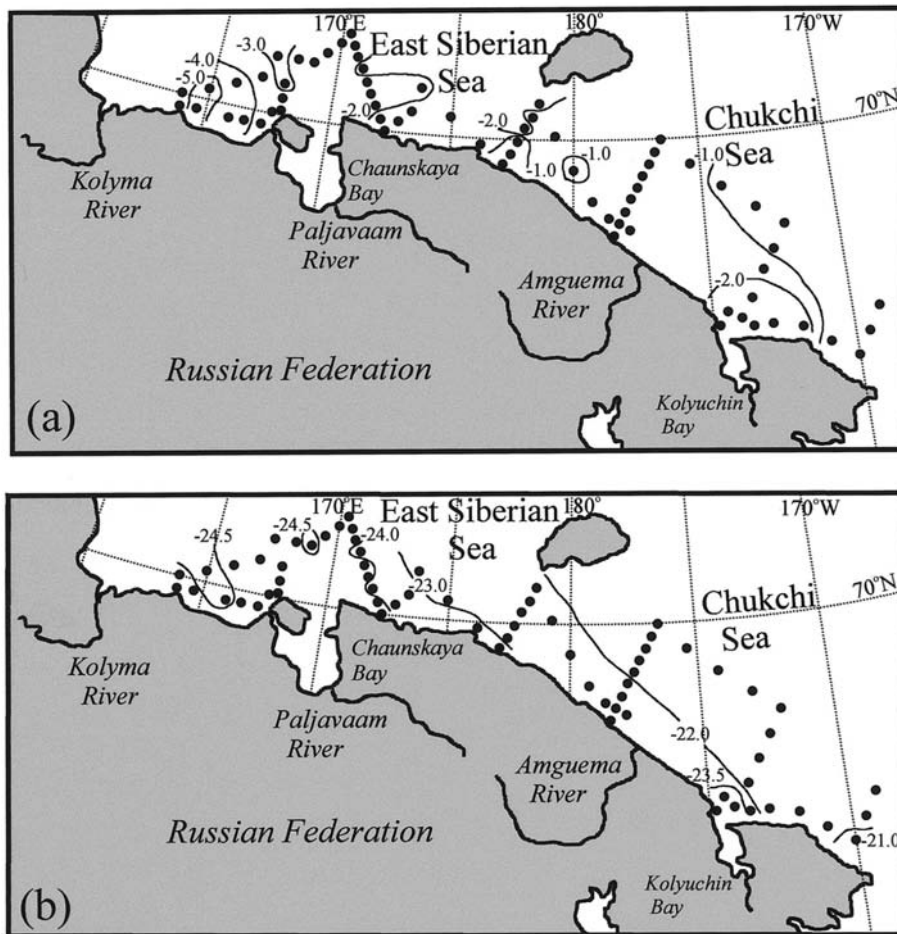 170°E
180°
170°W
-3.0
East Siberian
Sea
-4.0
-5.0
70°N
-2.0
Chukchi
Sea
-2.0
-1.0
-1.0
-1.0
Kolyma
River
Chaunskaya
Bay
Paljavaam
River
Amguema
River
-2.0
Russian Federation
Kolyuchin
Bay
(a)
170°E
180°
170°W
East Siberian
Sea
-24.5
-24.5
-24.0
-23.0
70°N
Chukchi
Sea
Kolyma
River
Chaunskaya
Bay
Paljavaam
River
-22.0
-23.5
Amguema
River
-21.0
Russian Federation
Kolyuchin
Bay
(b)